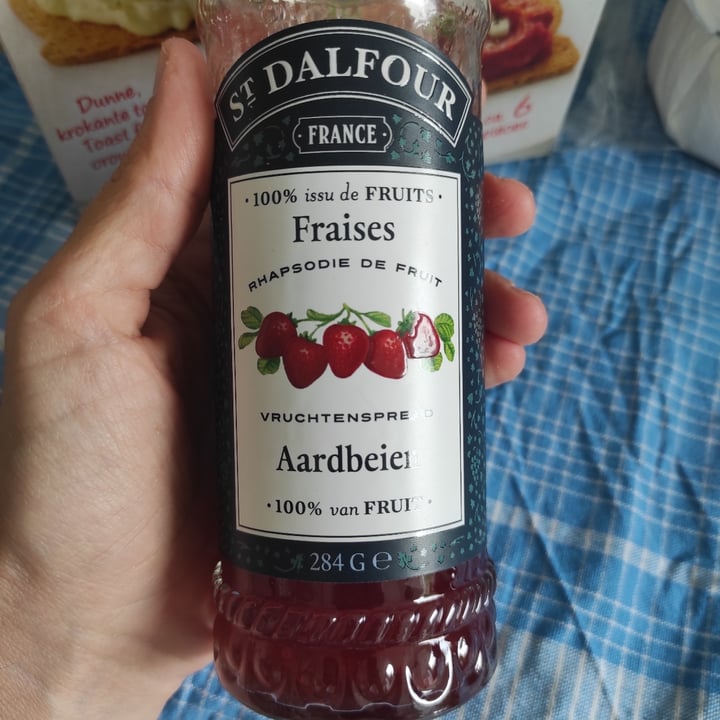 ST DALFOUR
FRANCE
· 100% issu de FRUITS ·
Fraises
RHAPSODIE DE FRUIT
VRUCHTENSPREAD
Aardbeien
· 100% van FRUIT ·
284 G ℮
Dunne,
krokante
Toast
6